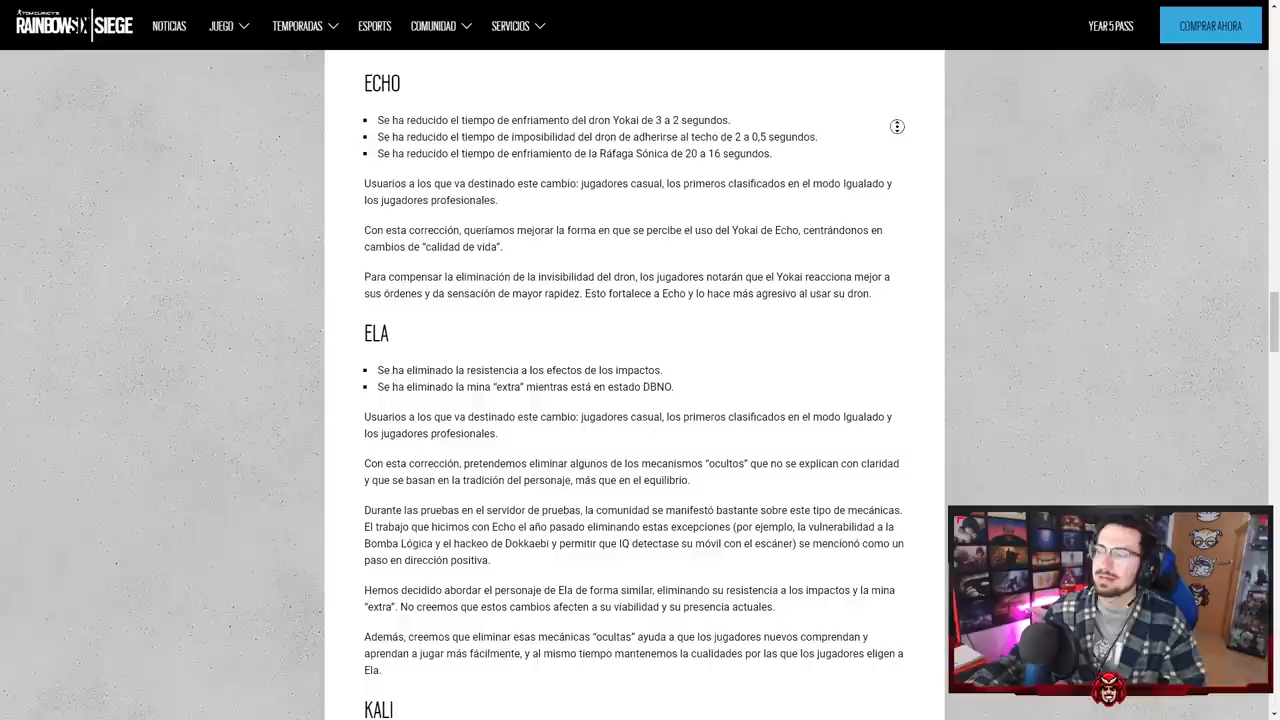 TOM CLANCY'S
RAINBOWSIX | SIEGE
NOTICIAS
JUEGO
TEMPORADAS
ESPORTS
COMUNIDAD
SERVICIOS
YEAR 5 PASS
COMPRAR AHORA
ECHO
Se ha reducido el tiempo de enfriamento del dron Yokai de 3 a 2 segundos.
Se ha reducido el tiempo de imposibilidad del dron de adherirse al techo de 2 a 0,5 segundos.
Se ha reducido el tiempo de enfriamiento de la Ráfaga Sónica de 20 a 16 segundos.
Usuarios a los que va destinado este cambio: jugadores casual, los primeros clasificados en el modo Igualado y
los jugadores profesionales.
Con esta corrección, queríamos mejorar la forma en que se percibe el uso del Yokai de Echo, centrándonos en
cambios de “calidad de vida”.
Para compensar la eliminación de la invisibilidad del dron, los jugadores notarán que el Yokai reacciona mejor a
sus órdenes y da sensación de mayor rapidez. Esto fortalece a Echo y lo hace más agresivo al usar su dron.
ELA
Se ha eliminado la resistencia a los efectos de los impactos.
Se ha eliminado la mina “extra” mientras está en estado DBNO.
Usuarios a los que va destinado este cambio: jugadores casual, los primeros clasificados en el modo Igualado y
los jugadores profesionales.
Con esta corrección, pretendemos eliminar algunos de los mecanismos “ocultos” que no se explican con claridad
y que se basan en la tradición del personaje, más que en el equilibrio.
Durante las pruebas en el servidor de pruebas, la comunidad se manifestó bastante sobre este tipo de mecánicas.
El trabajo que hicimos con Echo el año pasado eliminando estas excepciones (por ejemplo, la vulnerabilidad a la
Bomba Lógica y el hackeo de Dokkaebi y permitir que IQ detectase su móvil con el escáner) se mencionó como un
paso en dirección positiva.
Hemos decidido abordar el personaje de Ela de forma similar, eliminando su resistencia a los impactos y la mina
“extra”. No creemos que estos cambios afecten a su viabilidad y su presencia actuales.
Además, creemos que eliminar esas mecánicas “ocultas” ayuda a que los jugadores nuevos comprendan y
aprendan a jugar más fácilmente, y al mismo tiempo mantenemos la cualidades por las que los jugadores eligen a
Ela.
KALI